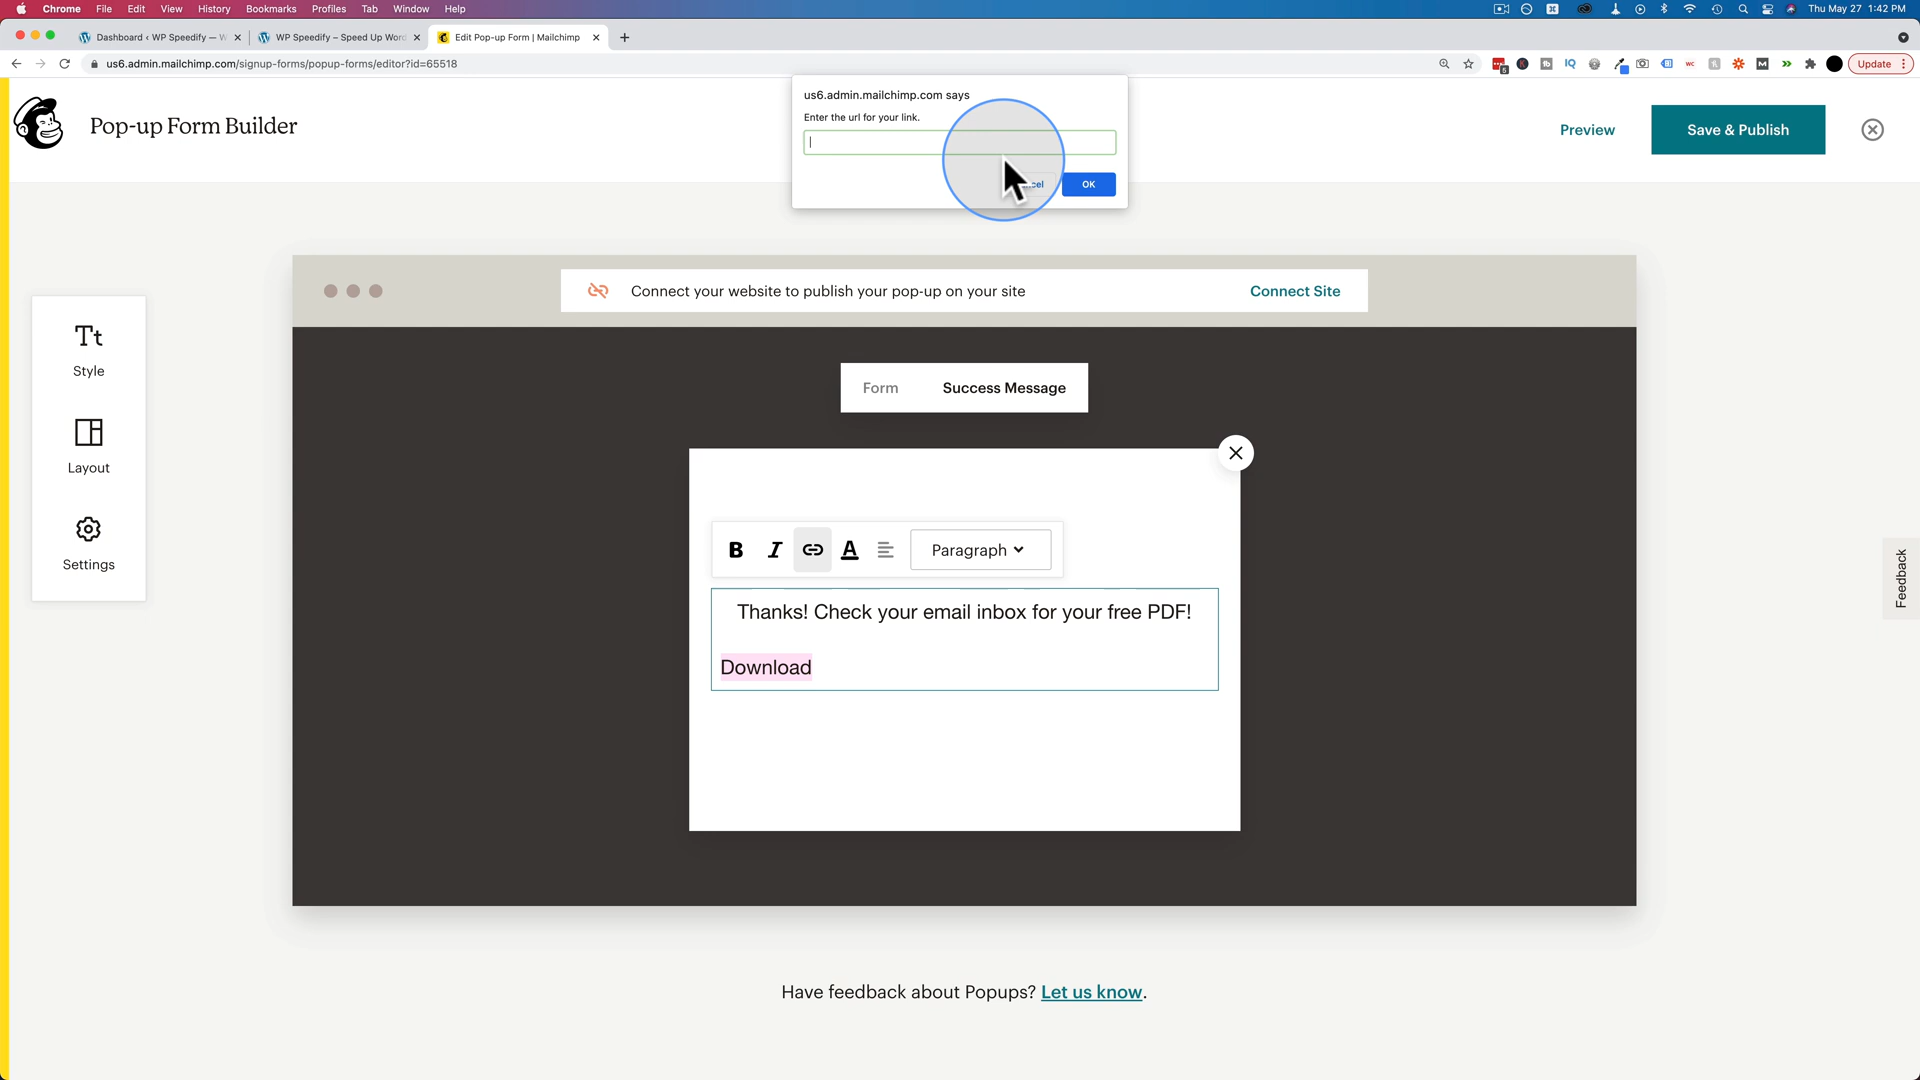 Chrome File Edit View History Bookmarks Profiles Tab Window Help
Thu May 27 1:42 PM
Dashboard ‹ WP Speedify — W
WP Speedify – Speed Up Word
Edit Pop-up Form | Mailchimp
us6.admin.mailchimp.com/signup-forms/popup-forms/editor?id=65518
Update
us6.admin.mailchimp.com says
Enter the url for your link.
OK
Pop-up Form Builder
Preview
Save & Publish
Connect your website to publish your pop-up on your site
Connect Site
Tt
Style
Layout
Settings
Form
Success Message
B I A
Paragraph
Thanks! Check your email inbox for your free PDF!
Download
Feedback
Have feedback about Popups? Let us know.